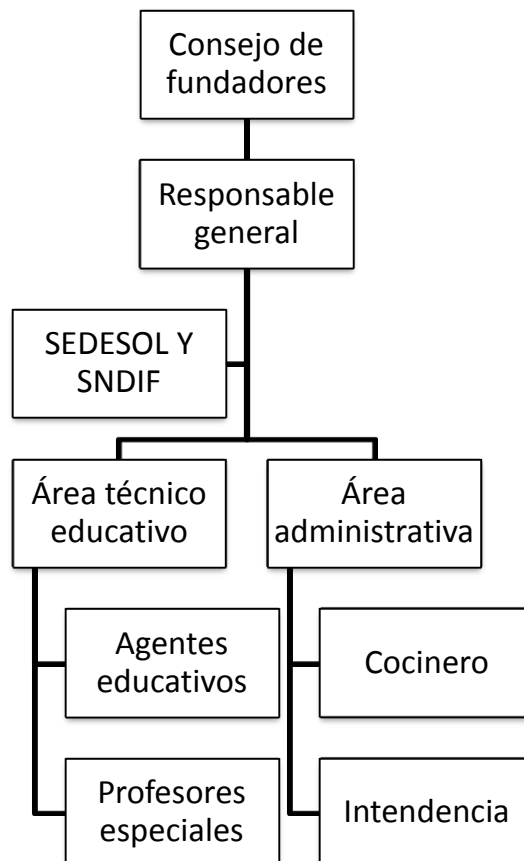 Consejo de
fundadores
Responsable
general
SEDESOL Y
SNDIF
Área técnico
educativo
Área
administrativa
Agentes
educativos
Cocinero
Profesores
especiales
Intendencia